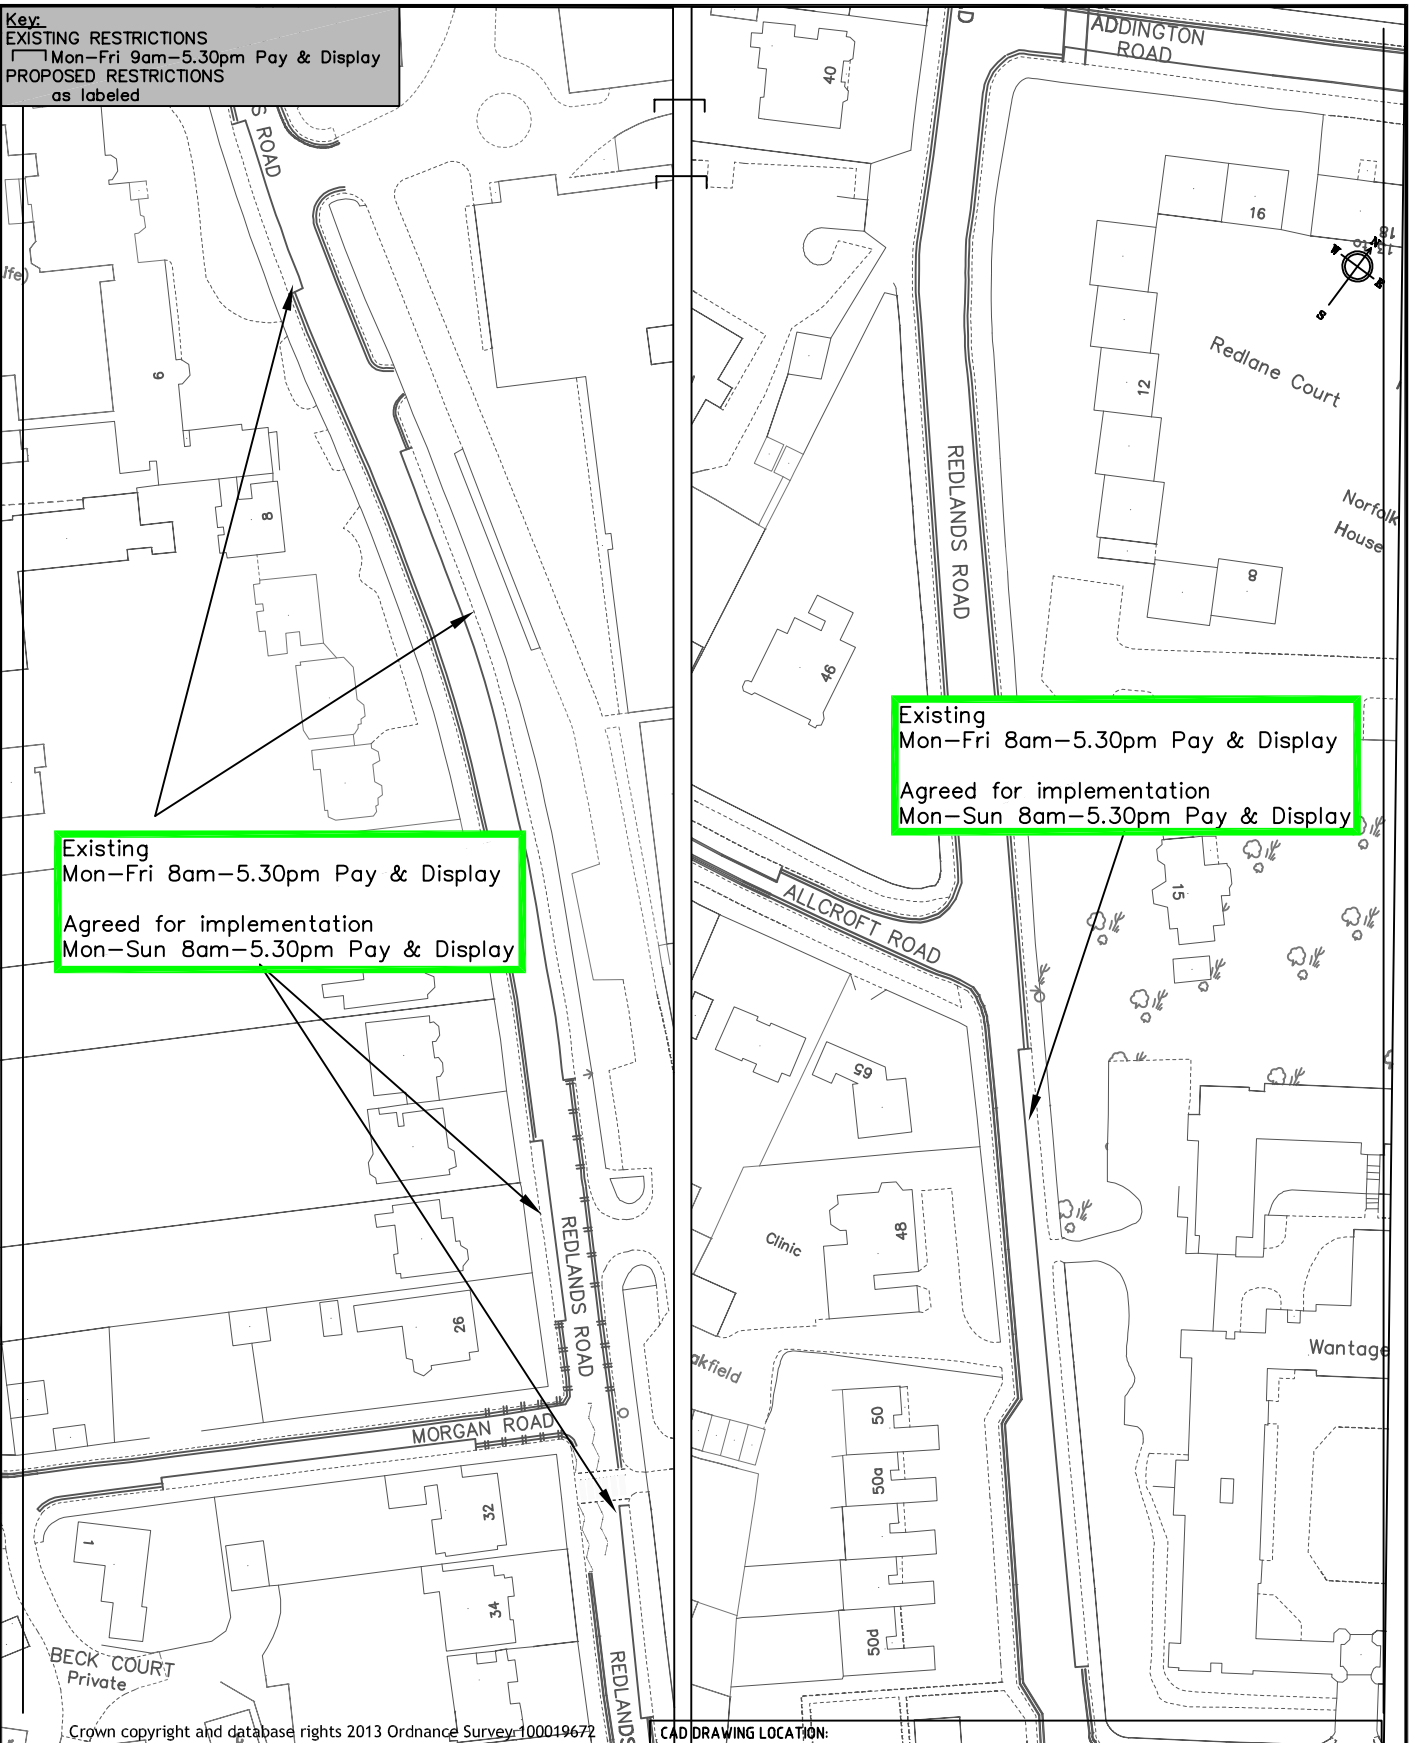 Key:
EXISTING RESTRICTIONS
Mon-Fri 9am-5.30pm Pay & Display
PROPOSED RESTRICTIONS
as labeled
S ROAD
6
8
Existing
Mon-Fri 8am-5.30pm Pay & Display
Agreed for implementation
Mon-Sun 8am-5.30pm Pay & Display
REDLANDS ROAD
26
MORGAN ROAD
32
1
34
BECK COURT
Private
REDLANDS
Crown copyright and database rights 2013 Ordnance Survey 100019672
D
ADDINGTON
ROAD
40
16
13 to
18
N
W
E
S
Redlane Court
12
REDLANDS ROAD
Norfolk
House
8
46
Existing
Mon-Fri 8am-5.30pm Pay & Display
Agreed for implementation
Mon-Sun 8am-5.30pm Pay & Display
15
ALLCROFT ROAD
65
48
Clinic
Wantage
akfield
50
50a
50d
CAD DRAWING LOCATION: